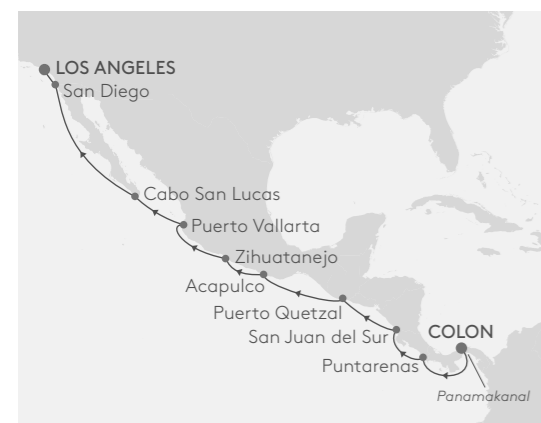 LOS ANGELES
San Diego
Cabo San Lucas
Puerto Vallarta
Zihuatanejo
Acapulco
Puerto Quetzal
San Juan del Sur
COLON
Puntarenas
Panamakanal